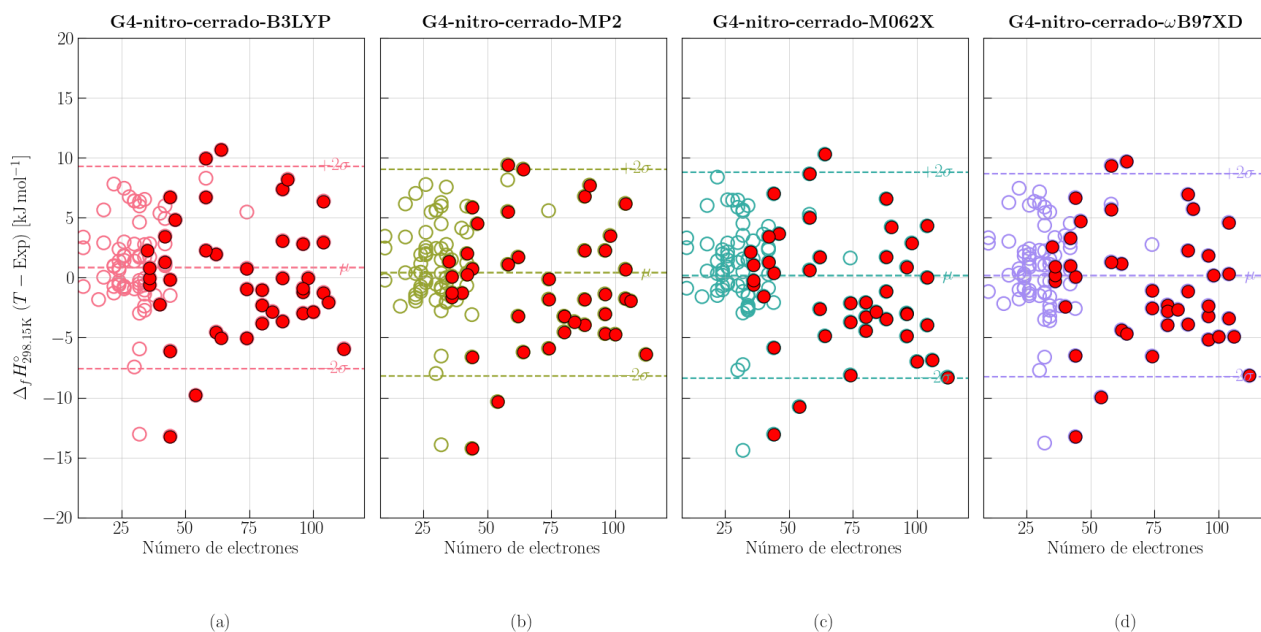 G4-nitro-cerrado-B3LYP G4-nitro-cerrado-MP2 G4-nitro-cerrado-M062X G4-nitro-cerrado-ωB97XD
20
15
10
5
0
−5
−10
−15
−20
Δ_f H°_{298.15K} (T − Exp) [kJ mol⁻¹]
+2σ +2σ +2σ +2σ
μ μ μ μ
−2σ −2σ −2σ −2σ
25 50 75 100 25 50 75 100 25 50 75 100 25 50 75 100
Número de electrones Número de electrones Número de electrones Número de electrones
(a) (b) (c) (d)